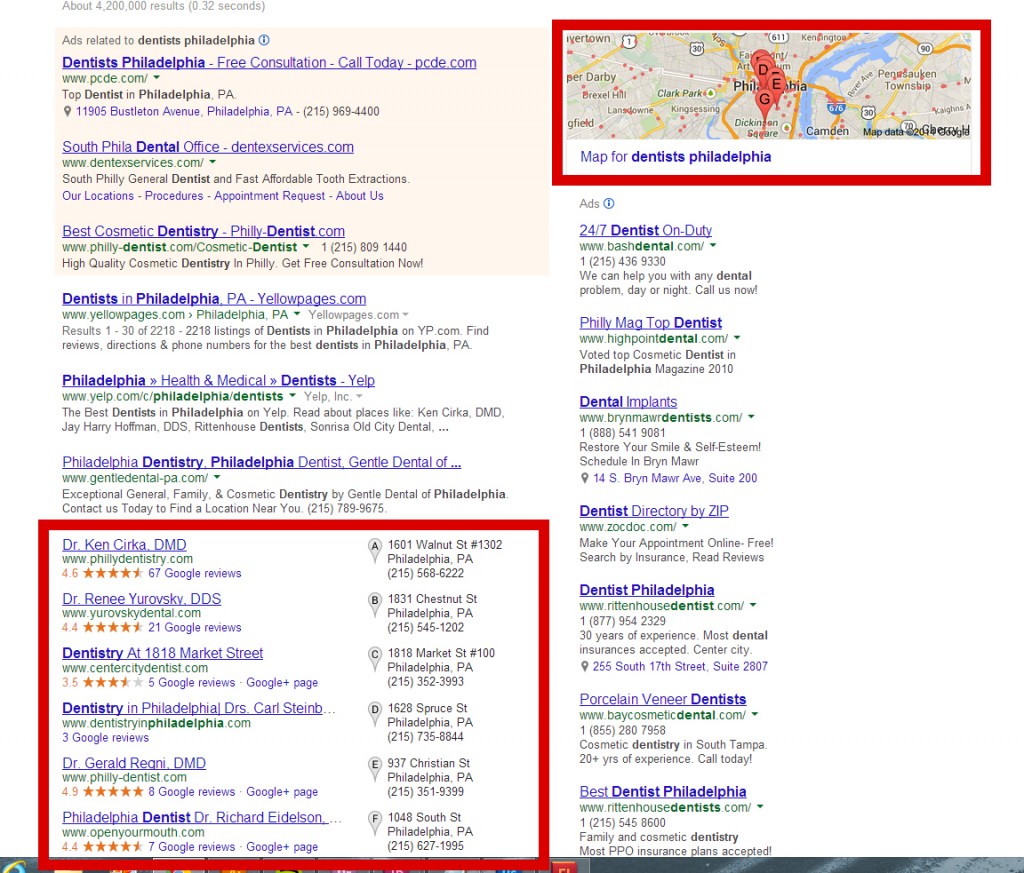 About 4,200,000 results (0.32 seconds)
Ads related to dentists philadelphia
Dentists Philadelphia - Free Consultation - Call Today - pcde.com
www.pcde.com/
Top Dentist in Philadelphia, PA.
11905 Bustleton Avenue, Philadelphia, PA - (215) 969-4400
South Phila Dental Office - dentexservices.com
www.dentexservices.com/
South Philly General Dentist and Fast Affordable Tooth Extractions.
Our Locations - Procedures - Appointment Request - About Us
Best Cosmetic Dentistry - Philly-Dentist.com
www.philly-dentist.com/Cosmetic-Dentist 1 (215) 809 1440
High Quality Cosmetic Dentistry In Philly. Get Free Consultation Now!
Dentists in Philadelphia, PA - Yellowpages.com
www.yellowpages.com › Philadelphia, PA Yellowpages.com
Results 1 - 30 of 2218 - 2218 listings of Dentists in Philadelphia on YP.com. Find
reviews, directions & phone numbers for the best dentists in Philadelphia, PA.
Philadelphia » Health & Medical » Dentists - Yelp
www.yelp.com/c/philadelphia/dentists Yelp, Inc.
The Best Dentists in Philadelphia on Yelp. Read about places like: Ken Cirka, DMD,
Jay Harry Hoffman, DDS, Rittenhouse Dentists, Sonrisa Old City Dental, ...
Philadelphia Dentistry, Philadelphia Dentist, Gentle Dental of ...
www.gentledental-pa.com/
Exceptional General, Family, & Cosmetic Dentistry by Gentle Dental of Philadelphia.
Contact us Today to Find a Location Near You. (215) 789-9675.
Dr. Ken Cirka, DMD
www.phillydentistry.com
4.6 67 Google reviews
A 1601 Walnut St #1302
Philadelphia, PA
(215) 568-6222
Dr. Renee Yurovsky, DDS
www.yurovskydental.com
4.4 21 Google reviews
B 1831 Chestnut St
Philadelphia, PA
(215) 545-1202
Dentistry At 1818 Market Street
www.centercitydentist.com
3.5 5 Google reviews · Google+ page
C 1818 Market St #100
Philadelphia, PA
(215) 352-3993
Dentistry in Philadelphia| Drs. Carl Steinb...
www.dentistryinphiladelphia.com
3 Google reviews
D 1628 Spruce St
Philadelphia, PA
(215) 735-8844
Dr. Gerald Regni, DMD
www.philly-dentist.com
4.9 8 Google reviews · Google+ page
E 937 Christian St
Philadelphia, PA
(215) 351-9399
Philadelphia Dentist Dr. Richard Eidelson, ...
www.openyourmouth.com
4.4 7 Google reviews · Google+ page
F 1048 South St
Philadelphia, PA
(215) 627-1995
1
611
Kennington
30
90
per Darby
Brexel Hill
Clark Park
Pennsauken
Township
Lansdowne
Kingsessing
D
E
G
676
30
Dickinson
Square
Camden
70
Map data ©2014 Google
Map for dentists philadelphia
Ads
24/7 Dentist On-Duty
www.bashdental.com/
1 (215) 436 9330
We can help you with any dental
problem, day or night. Call us now!
Philly Mag Top Dentist
www.highpointdental.com/
Voted top Cosmetic Dentist in
Philadelphia Magazine 2010
Dental Implants
www.brynmawrdentists.com/
1 (888) 541 9081
Restore Your Smile & Self-Esteem!
Schedule In Bryn Mawr
14 S. Bryn Mawr Ave, Suite 200
Dentist Directory by ZIP
www.zocdoc.com/
Make Your Appointment Online- Free!
Search by Insurance, Read Reviews
Dentist Philadelphia
www.rittenhousedentist.com/
1 (877) 954 2329
30 years of experience. Most dental
insurances accepted. Center city.
255 South 17th Street, Suite 2807
Porcelain Veneer Dentists
www.baycosmeticdental.com/
1 (855) 280 7958
Cosmetic dentistry in South Tampa.
20+ yrs of experience. Call today!
Best Dentist Philadelphia
www.rittenhousedentists.com/
1 (215) 545 8600
Family and cosmetic dentistry
Most PPO insurance plans accepted!